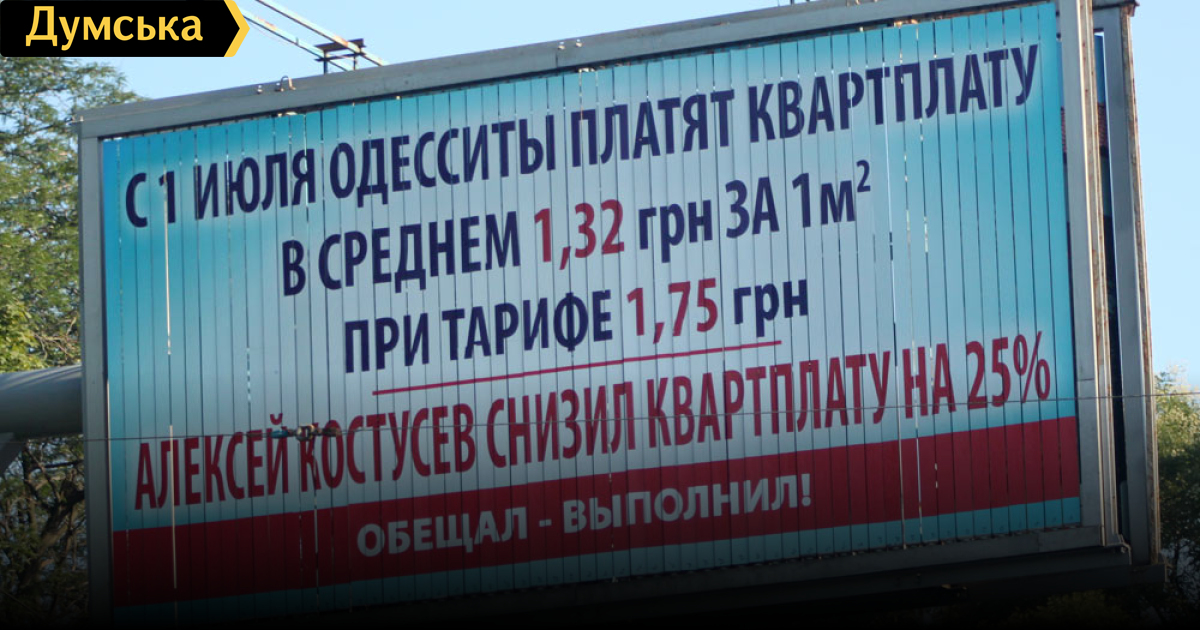 Думська
С 1 ИЮЛЯ ОДЕССИТЫ ПЛАТЯТ КВАРТПЛАТУ
В СРЕДНЕМ 1,32 грн ЗА 1м²
ПРИ ТАРИФЕ 1,75 грн
АЛЕКСЕЙ КОСТУСЕВ СНИЗИЛ КВАРТПЛАТУ НА 25%
ОБЕЩАЛ - ВЫПОЛНИЛ!